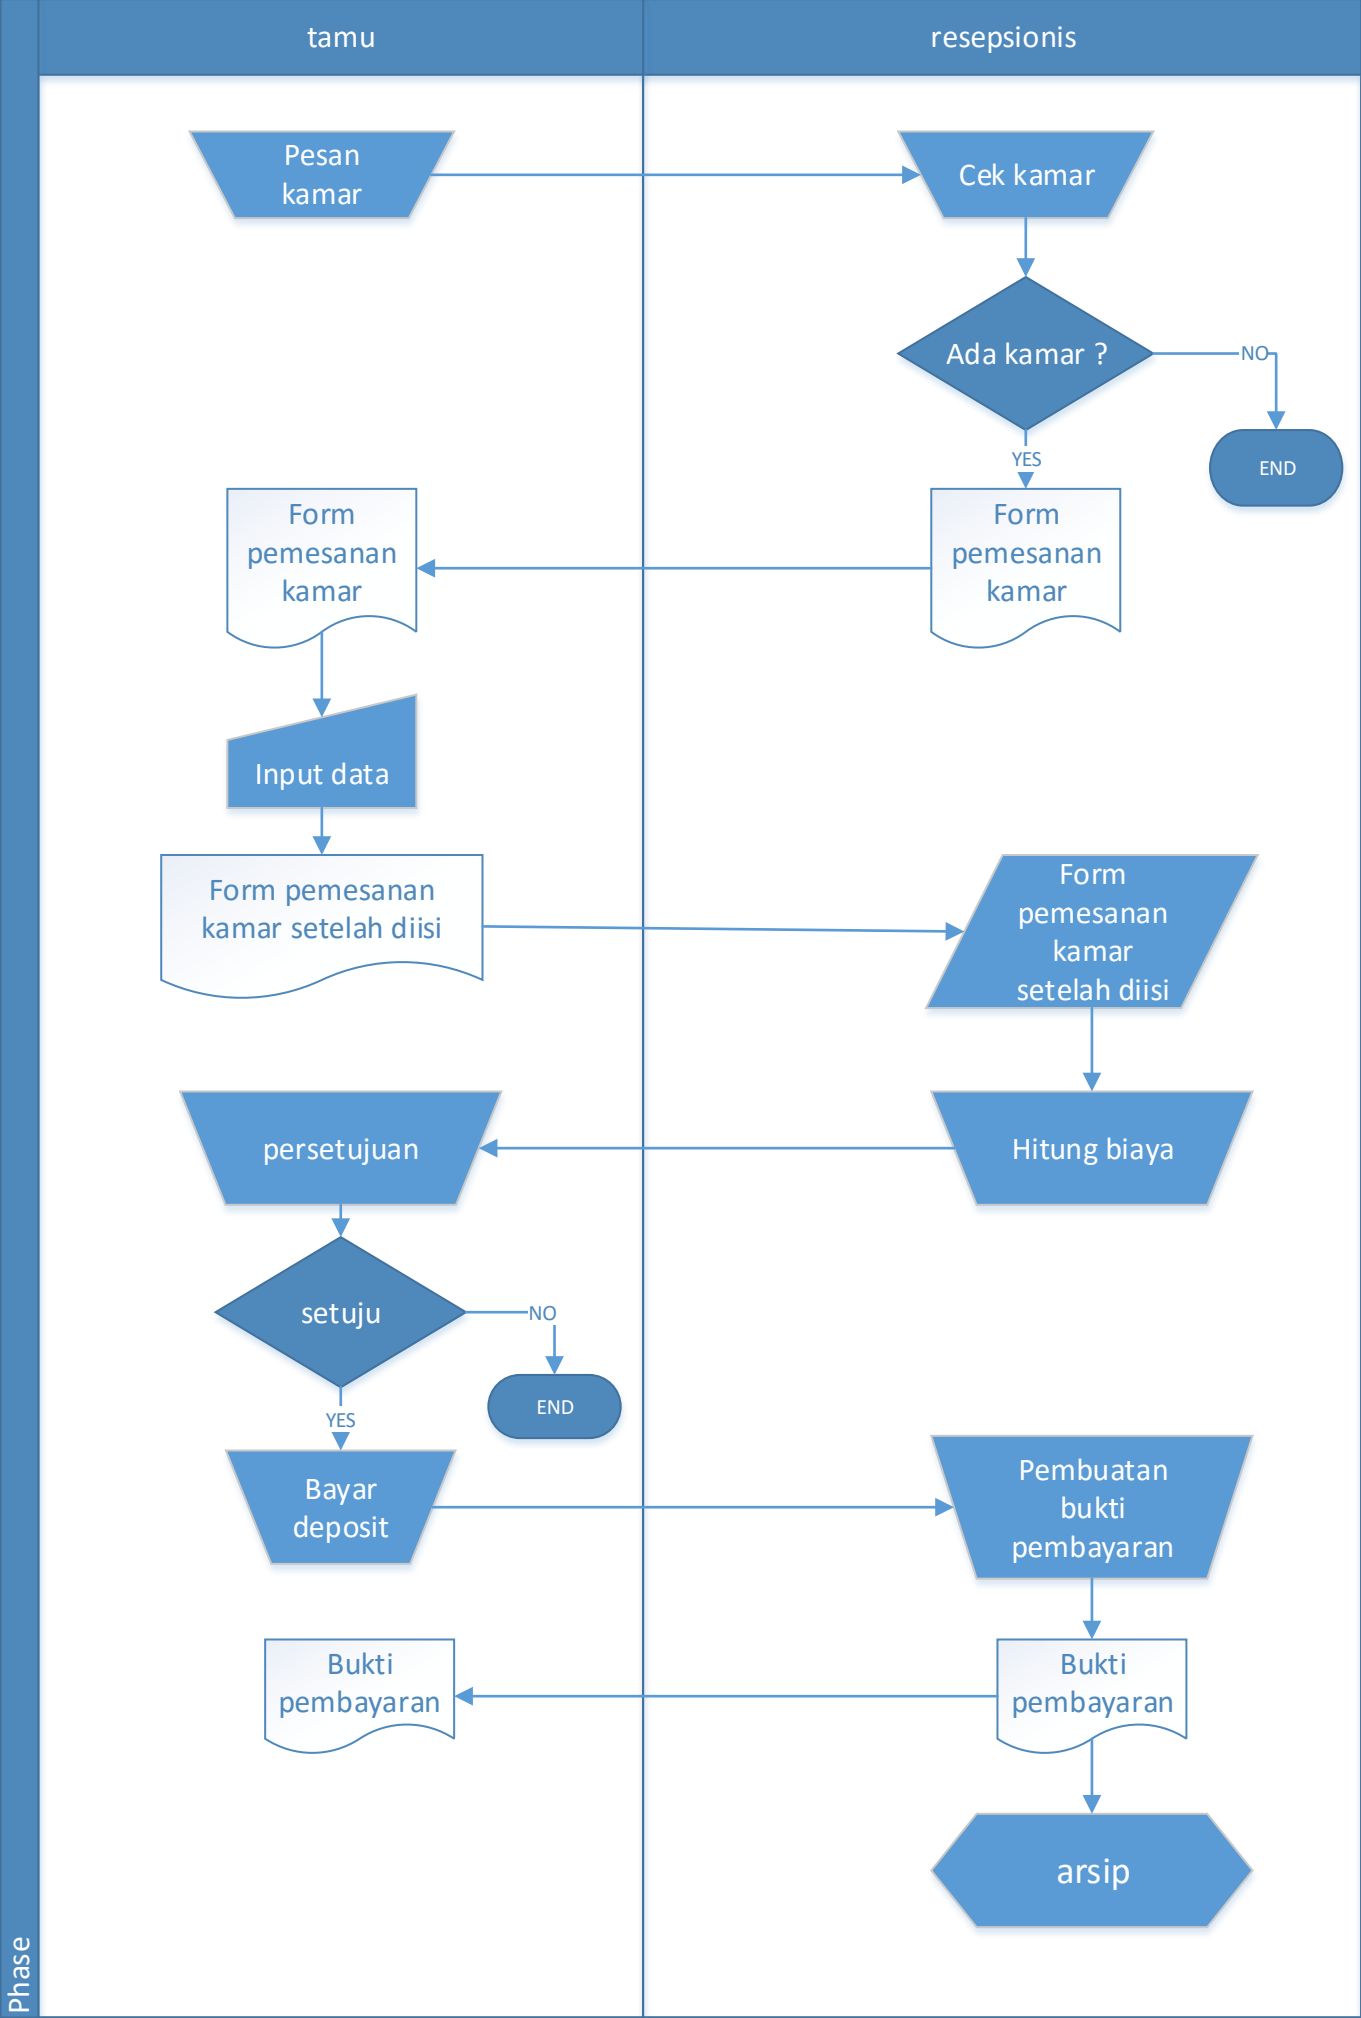 tamu
resepsionis
Pesan
kamar
Cek kamar
Ada kamar ?
NO
END
YES
Form
pemesanan
kamar
Form
pemesanan
kamar
Input data
Form pemesanan
kamar setelah diisi
Form
pemesanan
kamar
setelah diisi
persetujuan
Hitung biaya
setuju
NO
END
YES
Bayar
deposit
Pembuatan
bukti
pembayaran
Bukti
pembayaran
Bukti
pembayaran
arsip
Phase